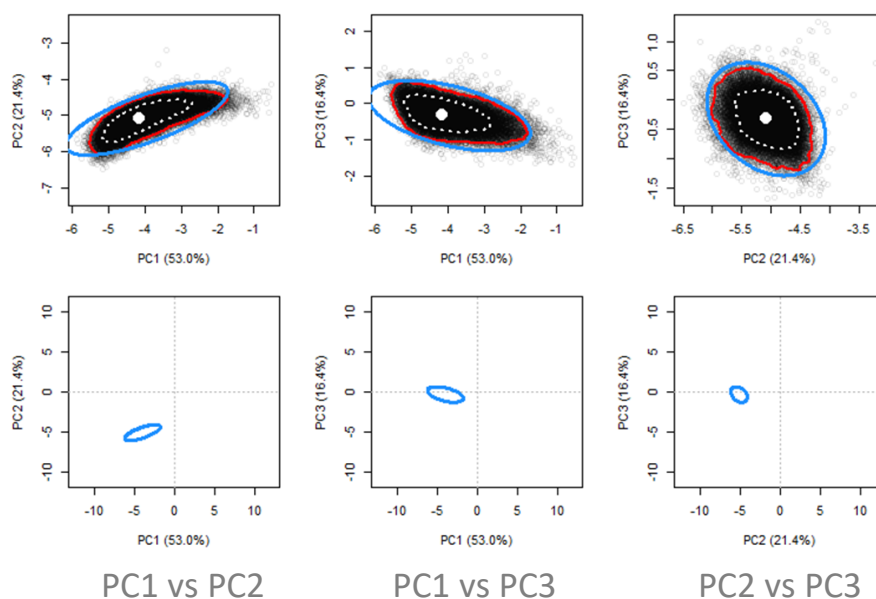 -3
-4
-5
-6
-7
PC2 (21.4%)
-6 -5 -4 -3 -2 -1
PC1 (53.0%)
2
1
0
-1
-2
PC3 (16.4%)
-6 -5 -4 -3 -2 -1
PC1 (53.0%)
1.0
0.5
-0.5
-1.5
PC3 (16.4%)
-6.5 -5.5 -4.5 -3.5
PC2 (21.4%)
10
5
0
-5
-10
PC2 (21.4%)
-10 -5 0 5 10
PC1 (53.0%)
10
5
0
-5
-10
PC3 (16.4%)
-10 -5 0 5 10
PC1 (53.0%)
10
5
0
-5
-10
PC3 (16.4%)
-10 -5 0 5 10
PC2 (21.4%)
PC1 vs PC2
PC1 vs PC3
PC2 vs PC3